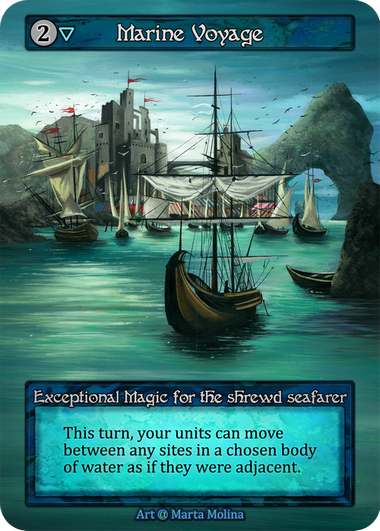 2 Marine Voyage
Exceptional Magic for the shrewd seafarer
This turn, your units can move
between any sites in a chosen body
of water as if they were adjacent.
Art @ Marta Molina